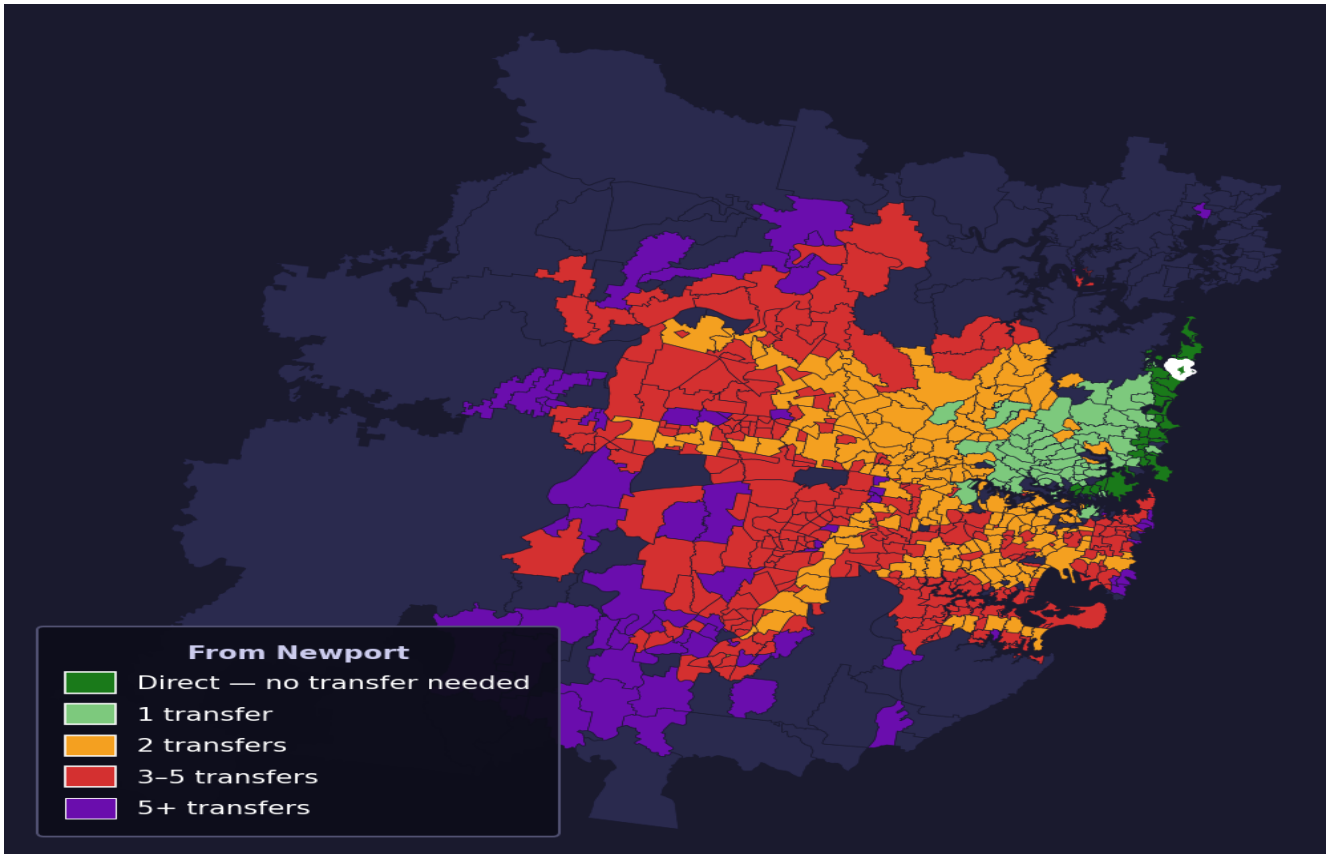 From Newport
Direct — no transfer needed
1 transfer
2 transfers
3–5 transfers
5+ transfers